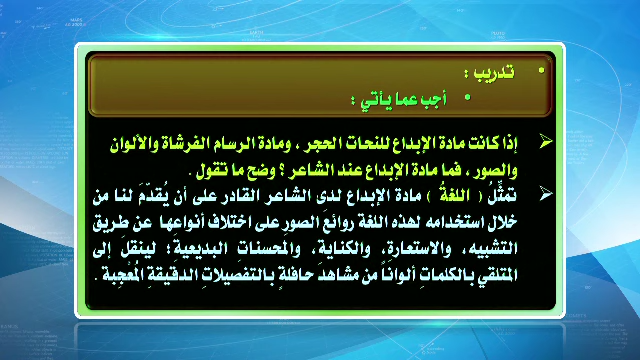 • تدريب :
• أجب عما يأتي :
إذا كانت مادة الإبداع للنحات الحجر ، ومادة الرسام الفرشاة والألوان
والصور ، فما مادة الإبداع عند الشاعر ؟ وضح ما تقول .
تمثِّلُ ( اللغةُ ) مادة الإبداع لدى الشاعر القادر على أن يُقدّمَ لنا من
خلال استخدامه لهذه اللغة روائعَ الصورِ على اختلاف أنواعها عن طريق
التشبيه، والاستعارة، والكناية، والمحسنات البديعية؛ لينقلَ إلى
المتلقي بالكلماتِ ألواناً من مشاهدَ حافلةٍ بالتفصيلاتِ الدقيقةِ المُعْجِبة .